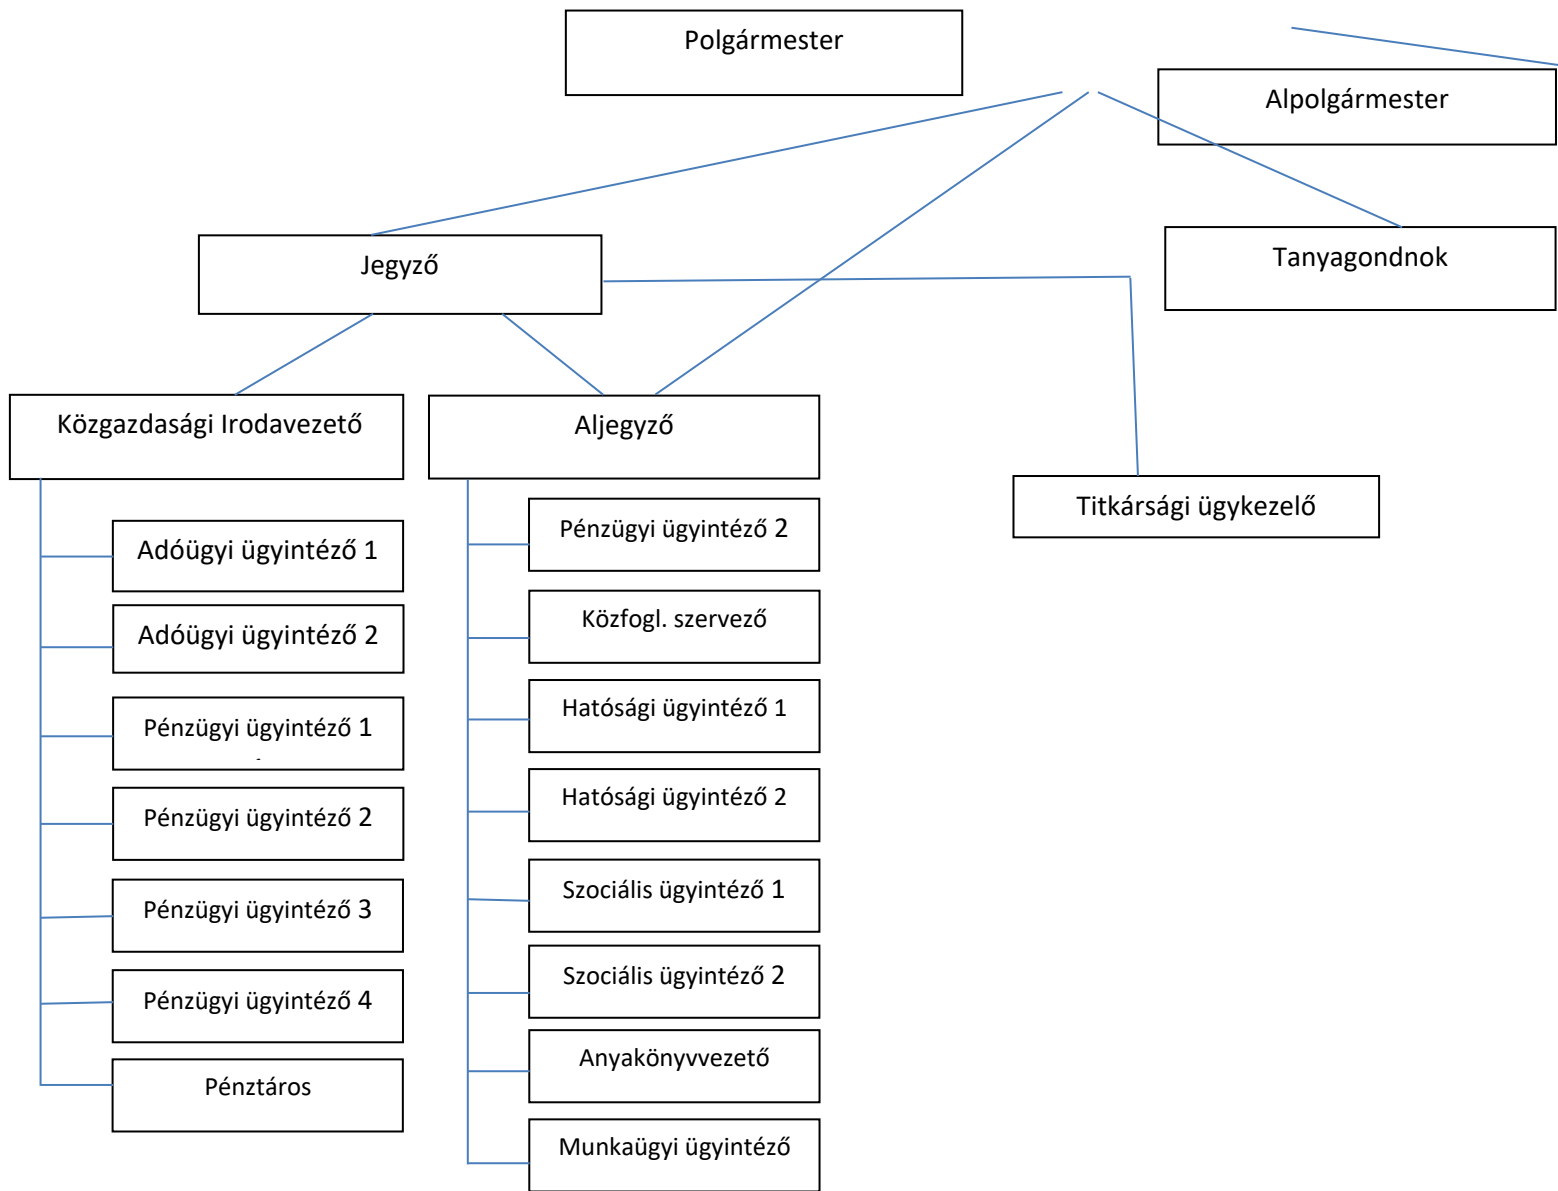 Polgármester
Alpolgármester
Jegyző
Tanyagondnok
Közgazdasági Irodavezető
Aljegyző
Titkársági ügykezelő
Adóügyi ügyintéző 1
Adóügyi ügyintéző 2
Pénzügyi ügyintéző 1
Pénzügyi ügyintéző 2
Pénzügyi ügyintéző 3
Pénzügyi ügyintéző 4
Pénztáros
Pénzügyi ügyintéző 2
Közfogl. szervező
Hatósági ügyintéző 1
Hatósági ügyintéző 2
Szociális ügyintéző 1
Szociális ügyintéző 2
Anyakönyvvezető
Munkaügyi ügyintéző